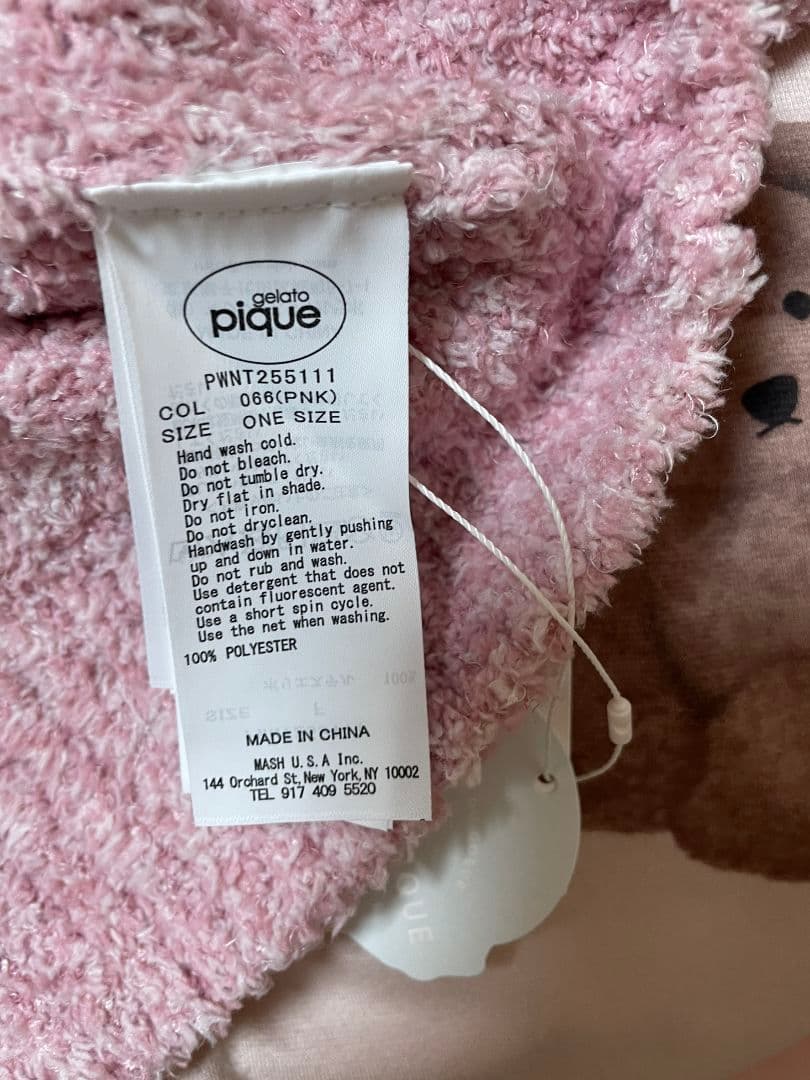 gelato
pique
PWNT255111
COL 066(PNK)
SIZE ONE SIZE
Hand wash cold.
Do not bleach.
Do not tumble dry.
Dry flat in shade.
Do not iron.
Do not dryclean.
Handwash by gently pushing
up and down in water.
Do not rub and wash.
Use detergent that does not
contain fluorescent agent.
Use a short spin cycle.
Use the net when washing.
100% POLYESTER
MADE IN CHINA
MASH U.S.A Inc.
144 Orchard St, New York, NY 10002
TEL 917 409 5520
QUE